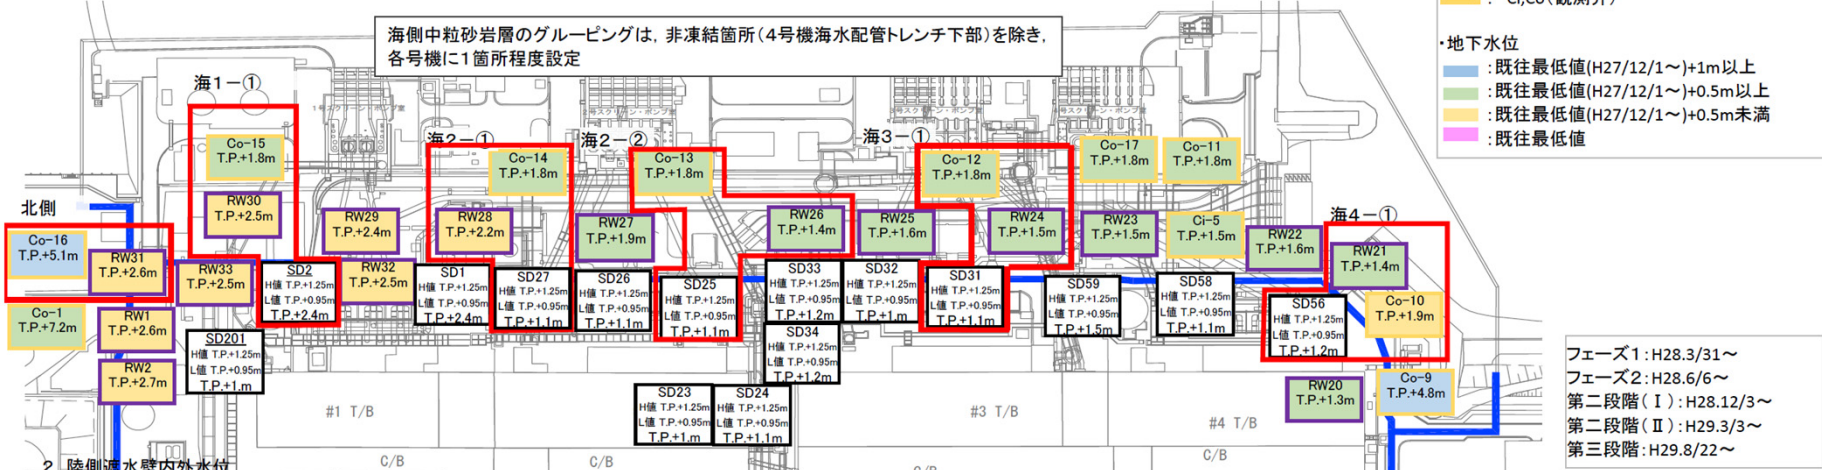 :Ci,Co(観測井)
海側中粒砂岩層のグルーピングは，非凍結箇所(4号機海水配管トレンチ下部)を除き，
各号機に1箇所程度設定
・地下水位
:既往最低値(H27/12/1～)+1m以上
:既往最低値(H27/12/1～)+0.5m以上
:既往最低値(H27/12/1～)+0.5m未満
:既往最低値
海1-①
海2-①
海2-②
海3-①
海4-①
北側
Co-15
T.P.+1.8m
Co-14
T.P.+1.8m
Co-13
T.P.+1.8m
Co-12
T.P.+1.8m
Co-17
T.P.+1.8m
Co-11
T.P.+1.8m
Co-16
T.P.+5.1m
RW31
T.P.+2.6m
RW30
T.P.+2.5m
RW29
T.P.+2.4m
RW28
T.P.+2.2m
RW27
T.P.+1.9m
RW26
T.P.+1.4m
RW25
T.P.+1.6m
RW24
T.P.+1.5m
RW23
T.P.+1.5m
Ci-5
T.P.+1.5m
RW22
T.P.+1.6m
RW21
T.P.+1.4m
Co-10
T.P.+1.9m
Co-1
T.P.+7.2m
RW1
T.P.+2.6m
RW2
T.P.+2.7m
RW33
T.P.+2.5m
SD2
H値 T.P.+1.25m
L値 T.P.+0.95m
T.P.+2.4m
RW32
T.P.+2.5m
SD1
H値 T.P.+1.25m
L値 T.P.+0.95m
T.P.+2.4m
SD27
H値 T.P.+1.25m
L値 T.P.+0.95m
T.P.+1.1m
SD26
H値 T.P.+1.25m
L値 T.P.+0.95m
T.P.+1.1m
SD25
H値 T.P.+1.25m
L値 T.P.+0.95m
T.P.+1.1m
SD33
H値 T.P.+1.25m
L値 T.P.+0.95m
T.P.+1.2m
SD32
H値 T.P.+1.25m
L値 T.P.+0.95m
T.P.+1.m
SD31
H値 T.P.+1.25m
L値 T.P.+0.95m
T.P.+1.1m
SD59
H値 T.P.+1.25m
L値 T.P.+0.95m
T.P.+1.5m
SD58
H値 T.P.+1.25m
L値 T.P.+0.95m
T.P.+1.1m
SD56
H値 T.P.+1.25m
L値 T.P.+0.95m
T.P.+1.2m
SD201
H値 T.P.+1.25m
L値 T.P.+0.95m
T.P.+1.m
SD34
H値 T.P.+1.25m
L値 T.P.+0.95m
T.P.+1.2m
SD23
H値 T.P.+1.25m
L値 T.P.+0.95m
T.P.+1.m
SD24
H値 T.P.+1.25m
L値 T.P.+0.95m
T.P.+1.1m
RW20
T.P.+1.3m
Co-9
T.P.+4.8m
#1 T/B
#3 T/B
#4 T/B
C/B
C/B
C/B
C/B
フェーズ1:H28.3/31～
フェーズ2:H28.6/6～
第二段階(Ⅰ):H28.12/3～
第二段階(Ⅱ):H29.3/3～
第三段階:H29.8/22～
2 陸側遮水壁内外水位